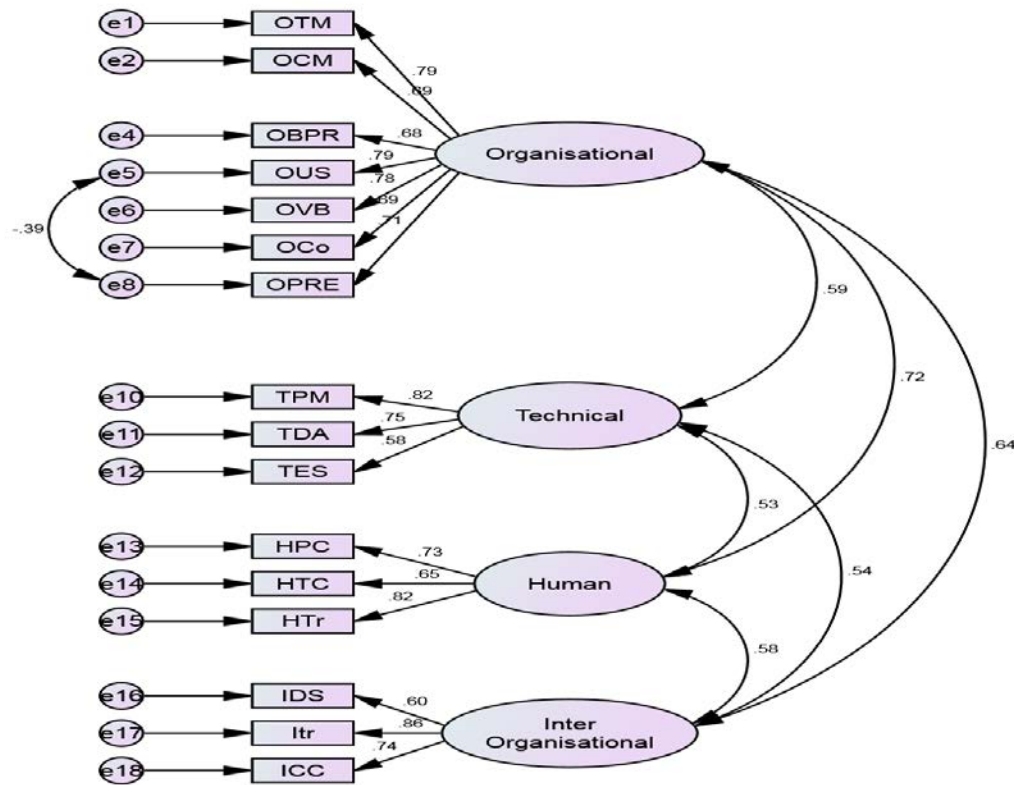 e1 OTM
.79
e2 OCM
.69
e4 OBPR
.68
Organisational
e5 OUS
.79
.78
e6 OVB
.69
-.39
e7 OCo
.71
e8 OPRE
.59
.72
e10 TPM
.82
Technical
e11 TDA
.75
.58
e12 TES
.64
.53
e13 HPC
.73
e14 HTC
.65
Human
.54
e15 HTr
.82
.58
e16 IDS
.60
e17 Itr
.86
Inter
Organisational
.74
e18 ICC